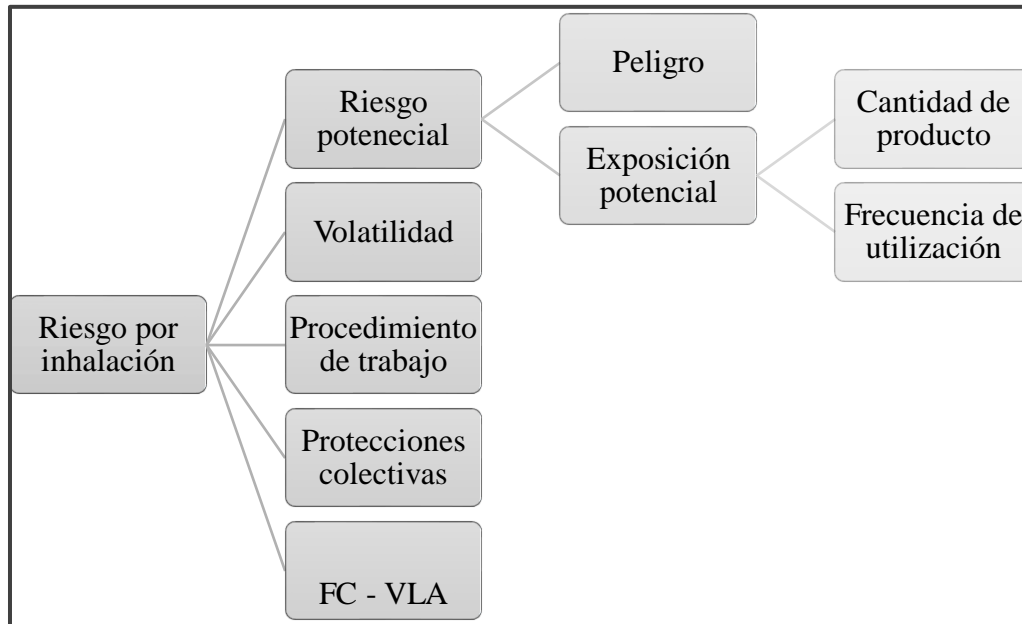 Riesgo por
inhalación
Riesgo
potenecial
Volatilidad
Procedimiento
de trabajo
Protecciones
colectivas
FC - VLA
Peligro
Exposición
potencial
Cantidad de
producto
Frecuencia de
utilización